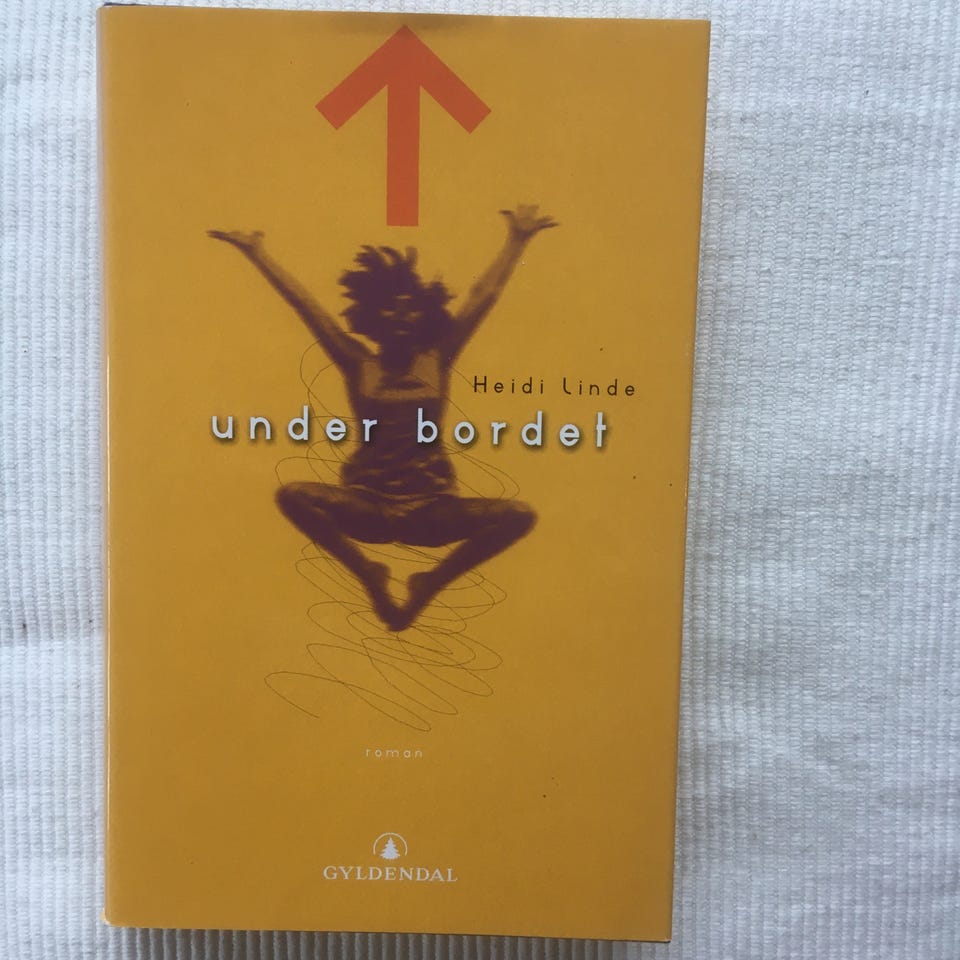 Heidi Linde
under bordet
roman
GYLDENDAL